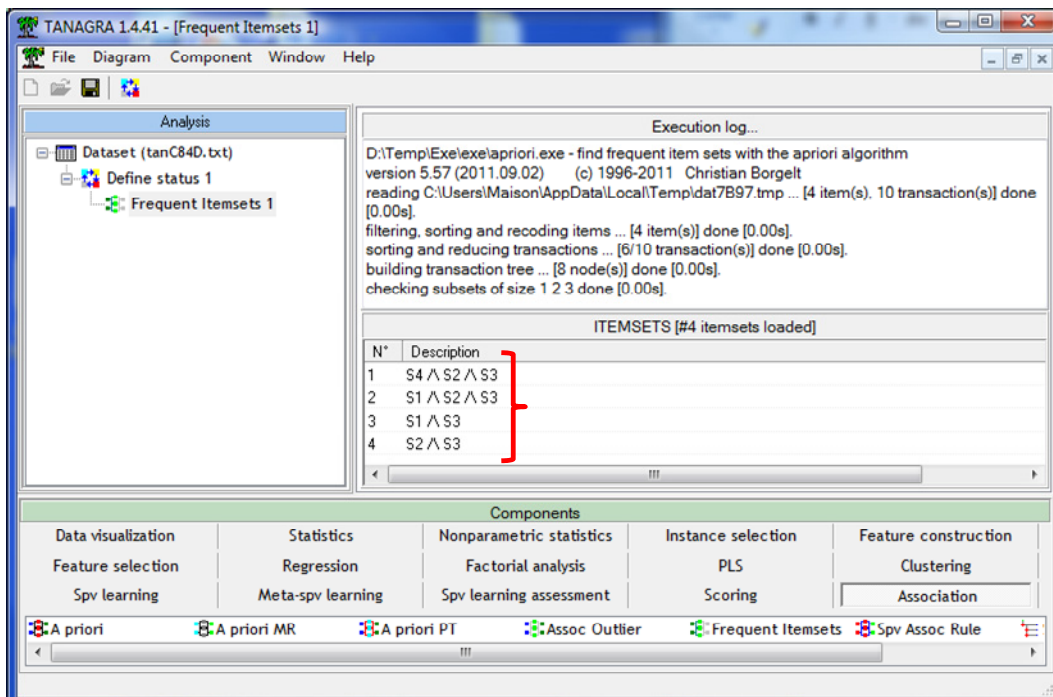 TANAGRA 1.4.41 - [Frequent Itemsets 1]
File Diagram Component Window Help
Analysis
Dataset (tanC84D.txt)
Define status 1
Frequent Itemsets 1
Execution log...
D:\Temp\Exe\exe\apriori.exe - find frequent item sets with the apriori algorithm
version 5.57 (2011.09.02) (c) 1996-2011 Christian Borgelt
reading C:\Users\Maison\AppData\Local\Temp\dat7B97.tmp ... [4 item(s), 10 transaction(s)] done
[0.00s].
filtering, sorting and recoding items ... [4 item(s)] done [0.00s].
sorting and reducing transactions ... [6/10 transaction(s)] done [0.00s].
building transaction tree ... [8 node(s)] done [0.00s].
checking subsets of size 1 2 3 done [0.00s].
ITEMSETS [#4 itemsets loaded]
N° Description
1 S4 /\ S2 /\ S3
2 S1 /\ S2 /\ S3
3 S1 /\ S3
4 S2 /\ S3
Components
Data visualization Statistics Nonparametric statistics Instance selection Feature construction
Feature selection Regression Factorial analysis PLS Clustering
Spv learning Meta-spv learning Spv learning assessment Scoring Association
A priori A priori MR A priori PT Assoc Outlier Frequent Itemsets Spv Assoc Rule